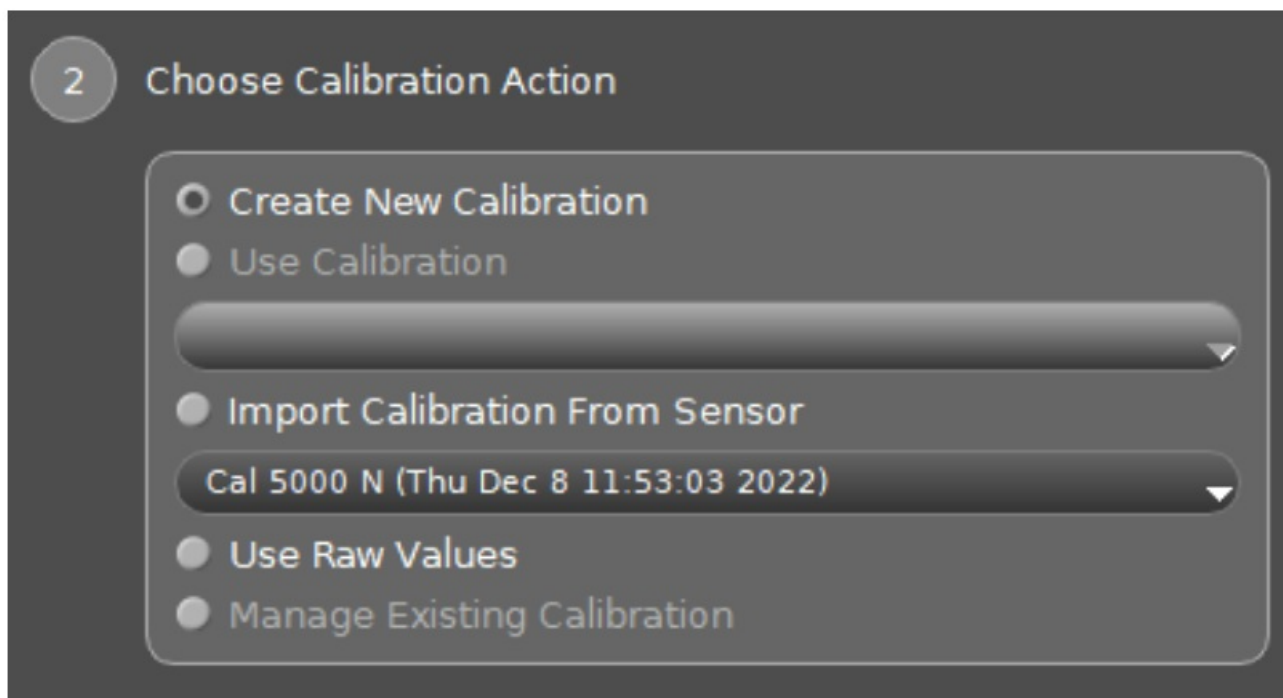 2 Choose Calibration Action
Create New Calibration
Use Calibration
Import Calibration From Sensor
Cal 5000 N (Thu Dec 8 11:53:03 2022)
Use Raw Values
Manage Existing Calibration